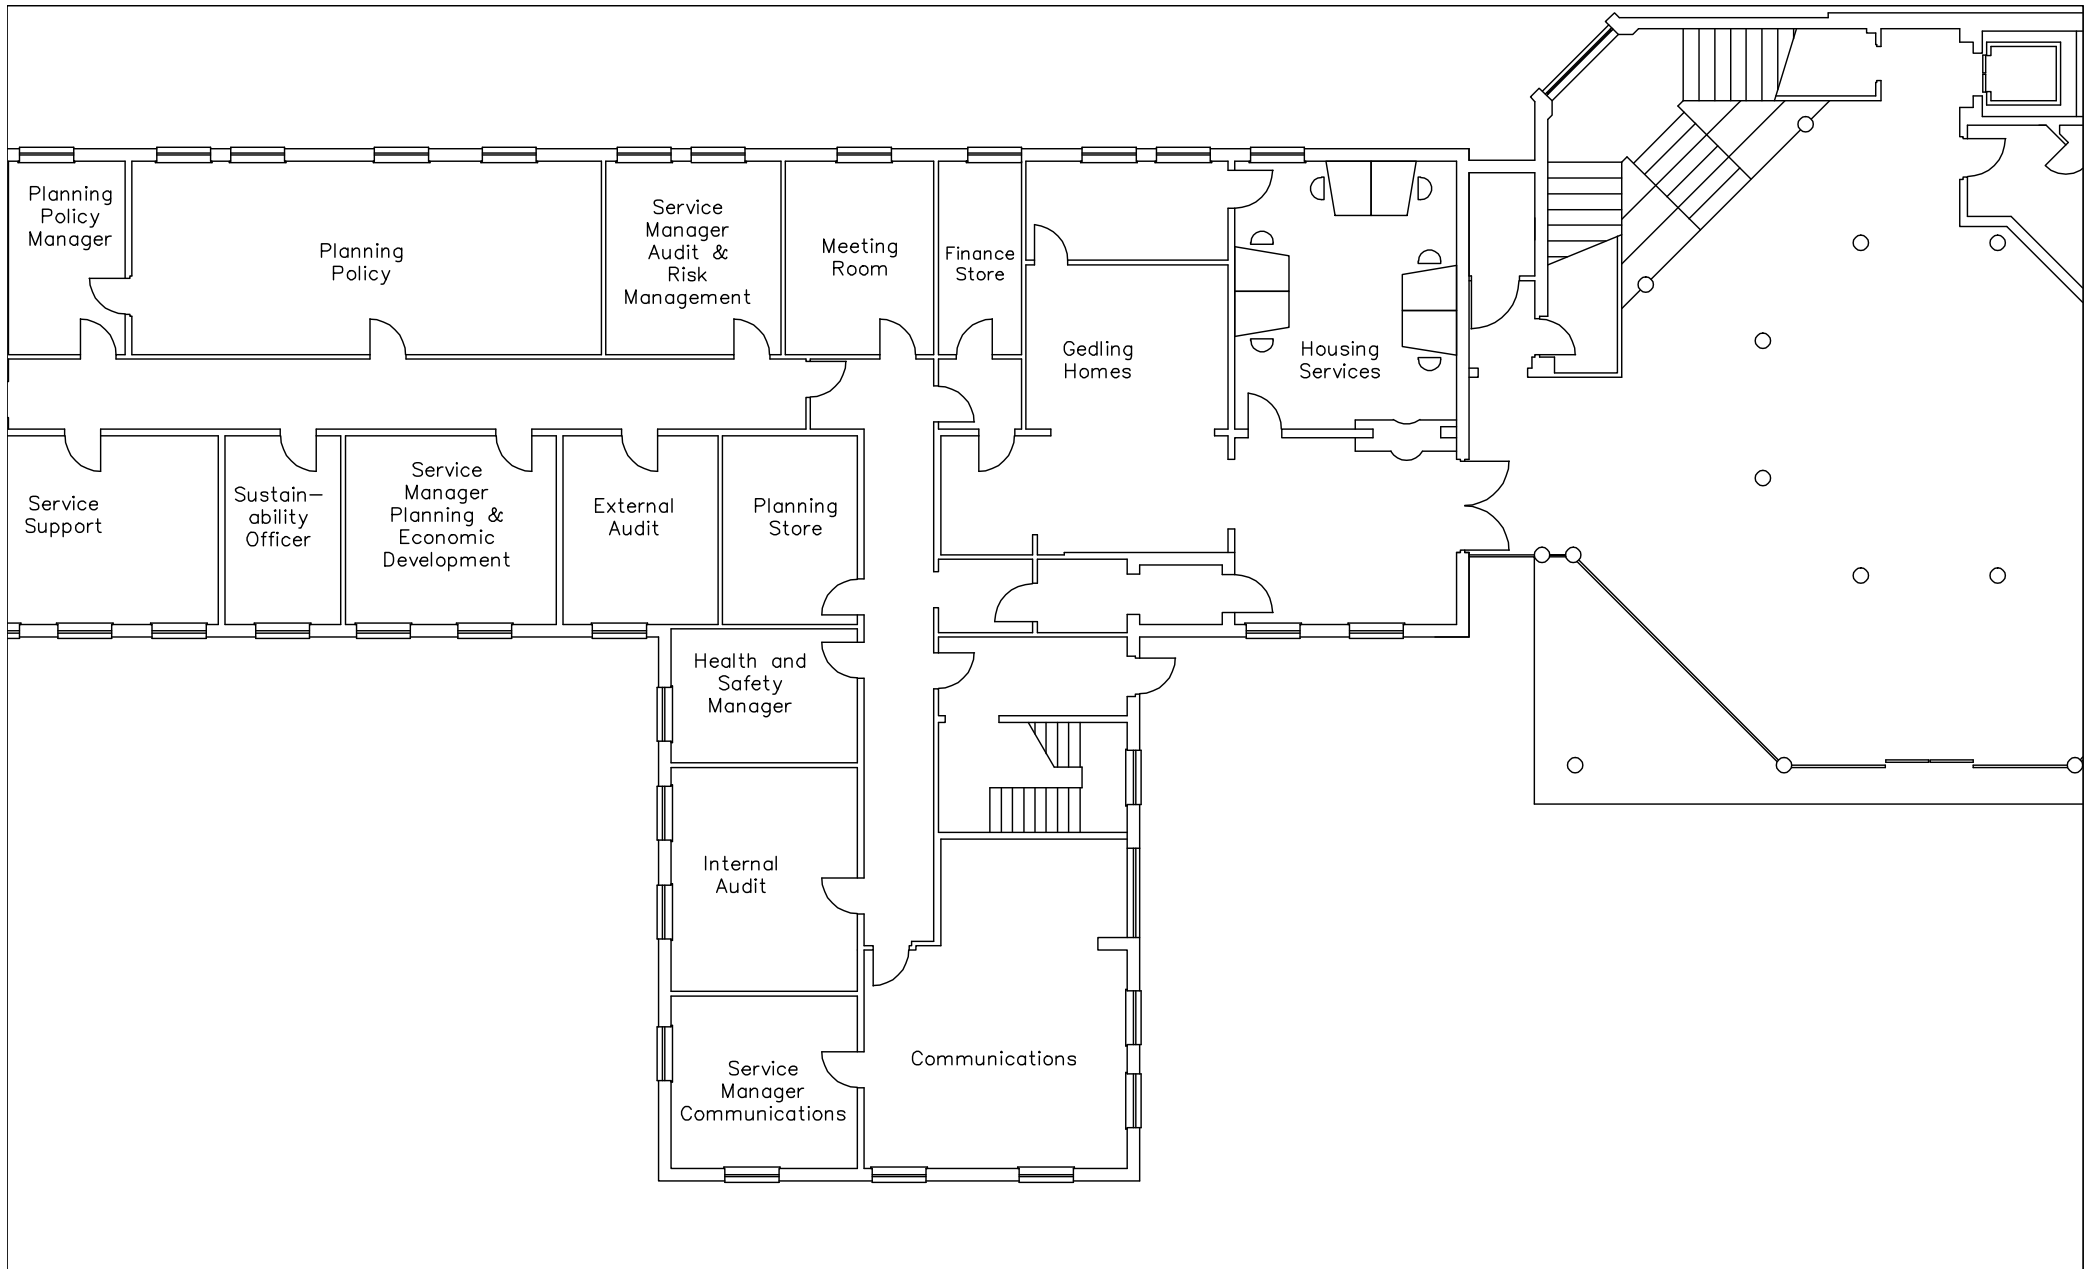 Planning
Policy
Manager
Planning
Policy
Service
Manager
Audit &
Risk
Management
Meeting
Room
Finance
Store
Gedling
Homes
Housing
Services
Service
Support
Sustain-
ability
Officer
Service
Manager
Planning &
Economic
Development
External
Audit
Planning
Store
Health and
Safety
Manager
Internal
Audit
Service
Manager
Communications
Communications